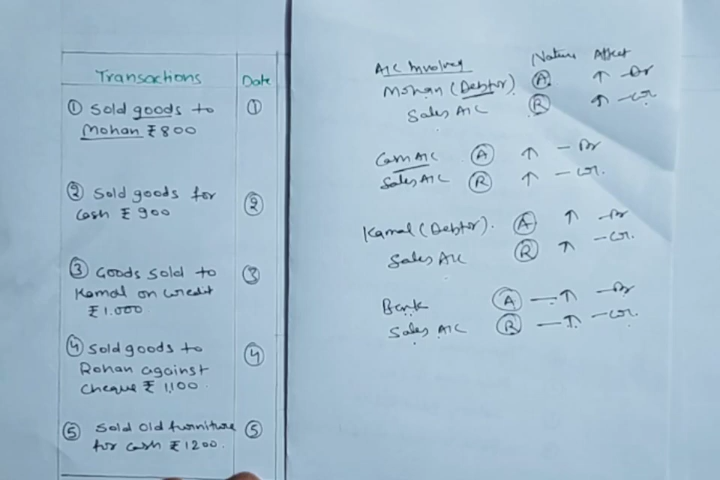 Transactions Date
① Sold goods to ①
Mohan ₹800
② Sold goods for ②
Cash ₹900
③ Goods sold to ③
Kamal on credit
₹1,000
④ Sold goods to ④
Rohan against
cheque ₹1,100.
⑤ Sold old furniture ⑤
for cash ₹1200.
A/C Involved Nature Affect
Mohan (Debtor) Ⓐ ↑ - Dr
Sales A/C Ⓡ ↑ - Cr.
Cash A/C Ⓐ ↑ - Dr
Sales A/C Ⓡ ↑ - Cr.
Kamal (Debtor). Ⓐ ↑ - Dr
Sales A/C Ⓡ ↑ - Cr.
Bank Ⓐ - ↑ - Dr
Sales A/C Ⓡ - ↑ - Cr.